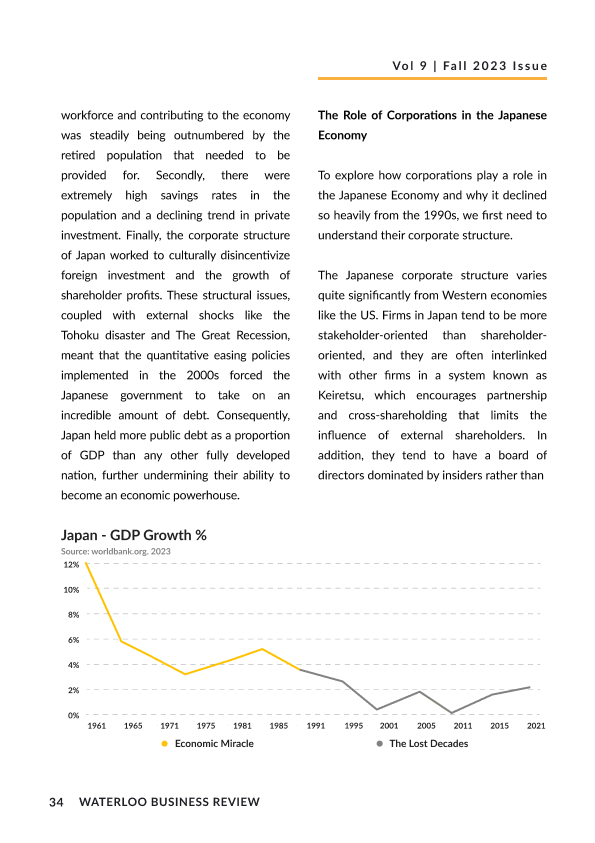 Vol 9 | Fall 2023 Issue
workforce and contributing to the economy
was steadily being outnumbered by the
retired population that needed to be
provided for. Secondly, there were
extremely high savings rates in the
population and a declining trend in private
investment. Finally, the corporate structure
of Japan worked to culturally disincentivize
foreign investment and the growth of
shareholder profits. These structural issues,
coupled with external shocks like the
Tohoku disaster and The Great Recession,
meant that the quantitative easing policies
implemented in the 2000s forced the
Japanese government to take on an
incredible amount of debt. Consequently,
Japan held more public debt as a proportion
of GDP than any other fully developed
nation, further undermining their ability to
become an economic powerhouse.
The Role of Corporations in the Japanese
Economy
To explore how corporations play a role in
the Japanese Economy and why it declined
so heavily from the 1990s, we first need to
understand their corporate structure.
The Japanese corporate structure varies
quite significantly from Western economies
like the US. Firms in Japan tend to be more
stakeholder-oriented than shareholder-
oriented, and they are often interlinked
with other firms in a system known as
Keiretsu, which encourages partnership
and cross-shareholding that limits the
influence of external shareholders. In
addition, they tend to have a board of
directors dominated by insiders rather than
Japan - GDP Growth %
Source: worldbank.org. 2023
12%
10%
8%
6%
4%
2%
0%
1961 1965 1971 1975 1981 1985 1991 1995 2001 2005 2011 2015 2021
Economic Miracle
The Lost Decades
34 WATERLOO BUSINESS REVIEW